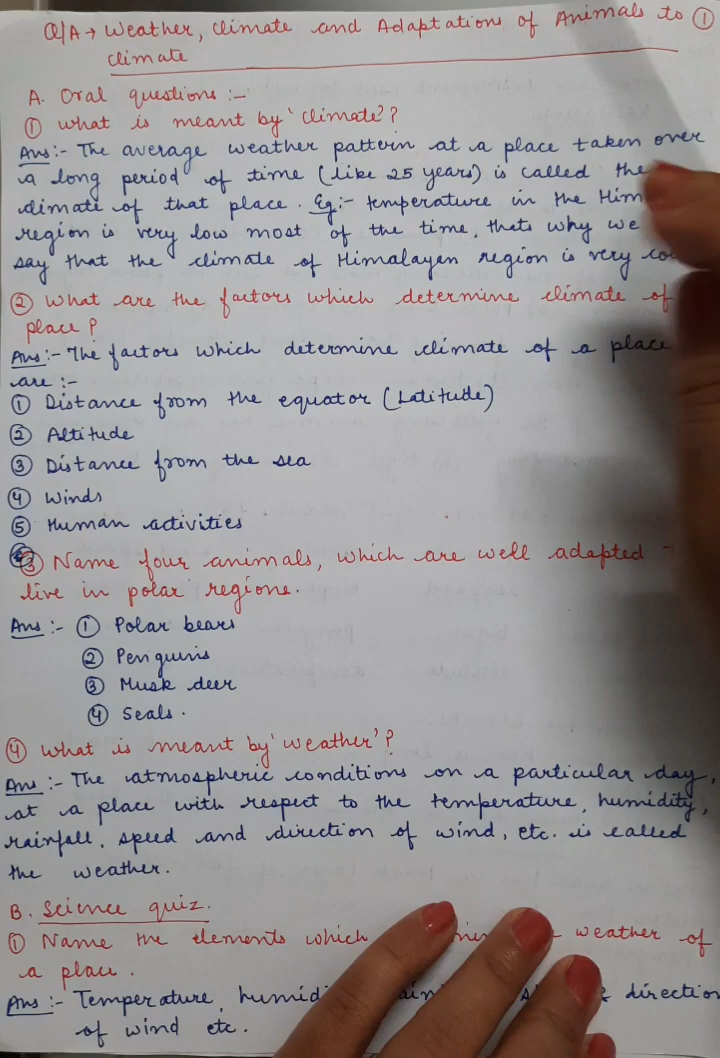 Q/A → Weather, climate and Adaptations of Animals to ①
climate
A. Oral questions :-
① What is meant by 'climate'?
Ans :- The average weather pattern at a place taken over
a long period of time (like 25 years) is called the
climate of that place. Eg:- temperature in the
region is very low most of the time, thats why we
say that the climate of Himalayan region is very
② What are the factors which determine climate of
place?
Ans :- The factors which determine climate of a place
are :-
① Distance from the equator (Latitude)
② Altitude
③ Distance from the sea
④ Winds
⑤ Human activities
③ Name four animals, which are well adapted
live in polar regions.
Ans :- ① Polar bears
② Penguins
③ Musk deer
④ Seals.
④ What is meant by 'weather'?
Ans :- The atmospheric conditions on a particular day,
at a place with respect to the temperature, humidity,
rainfall, speed and direction of wind, etc. is called
the weather.
B. Science quiz.
① Name the elements which weather of
a place.
Ans :- Temperature, direction
of wind etc.